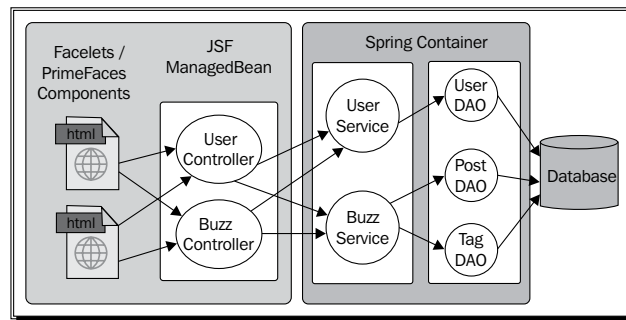 Facelets /
PrimeFaces
Components
html
html
JSF
ManagedBean
User
Controller
Buzz
Controller
Spring Container
User
Service
Buzz
Service
User
DAO
Post
DAO
Tag
DAO
Database